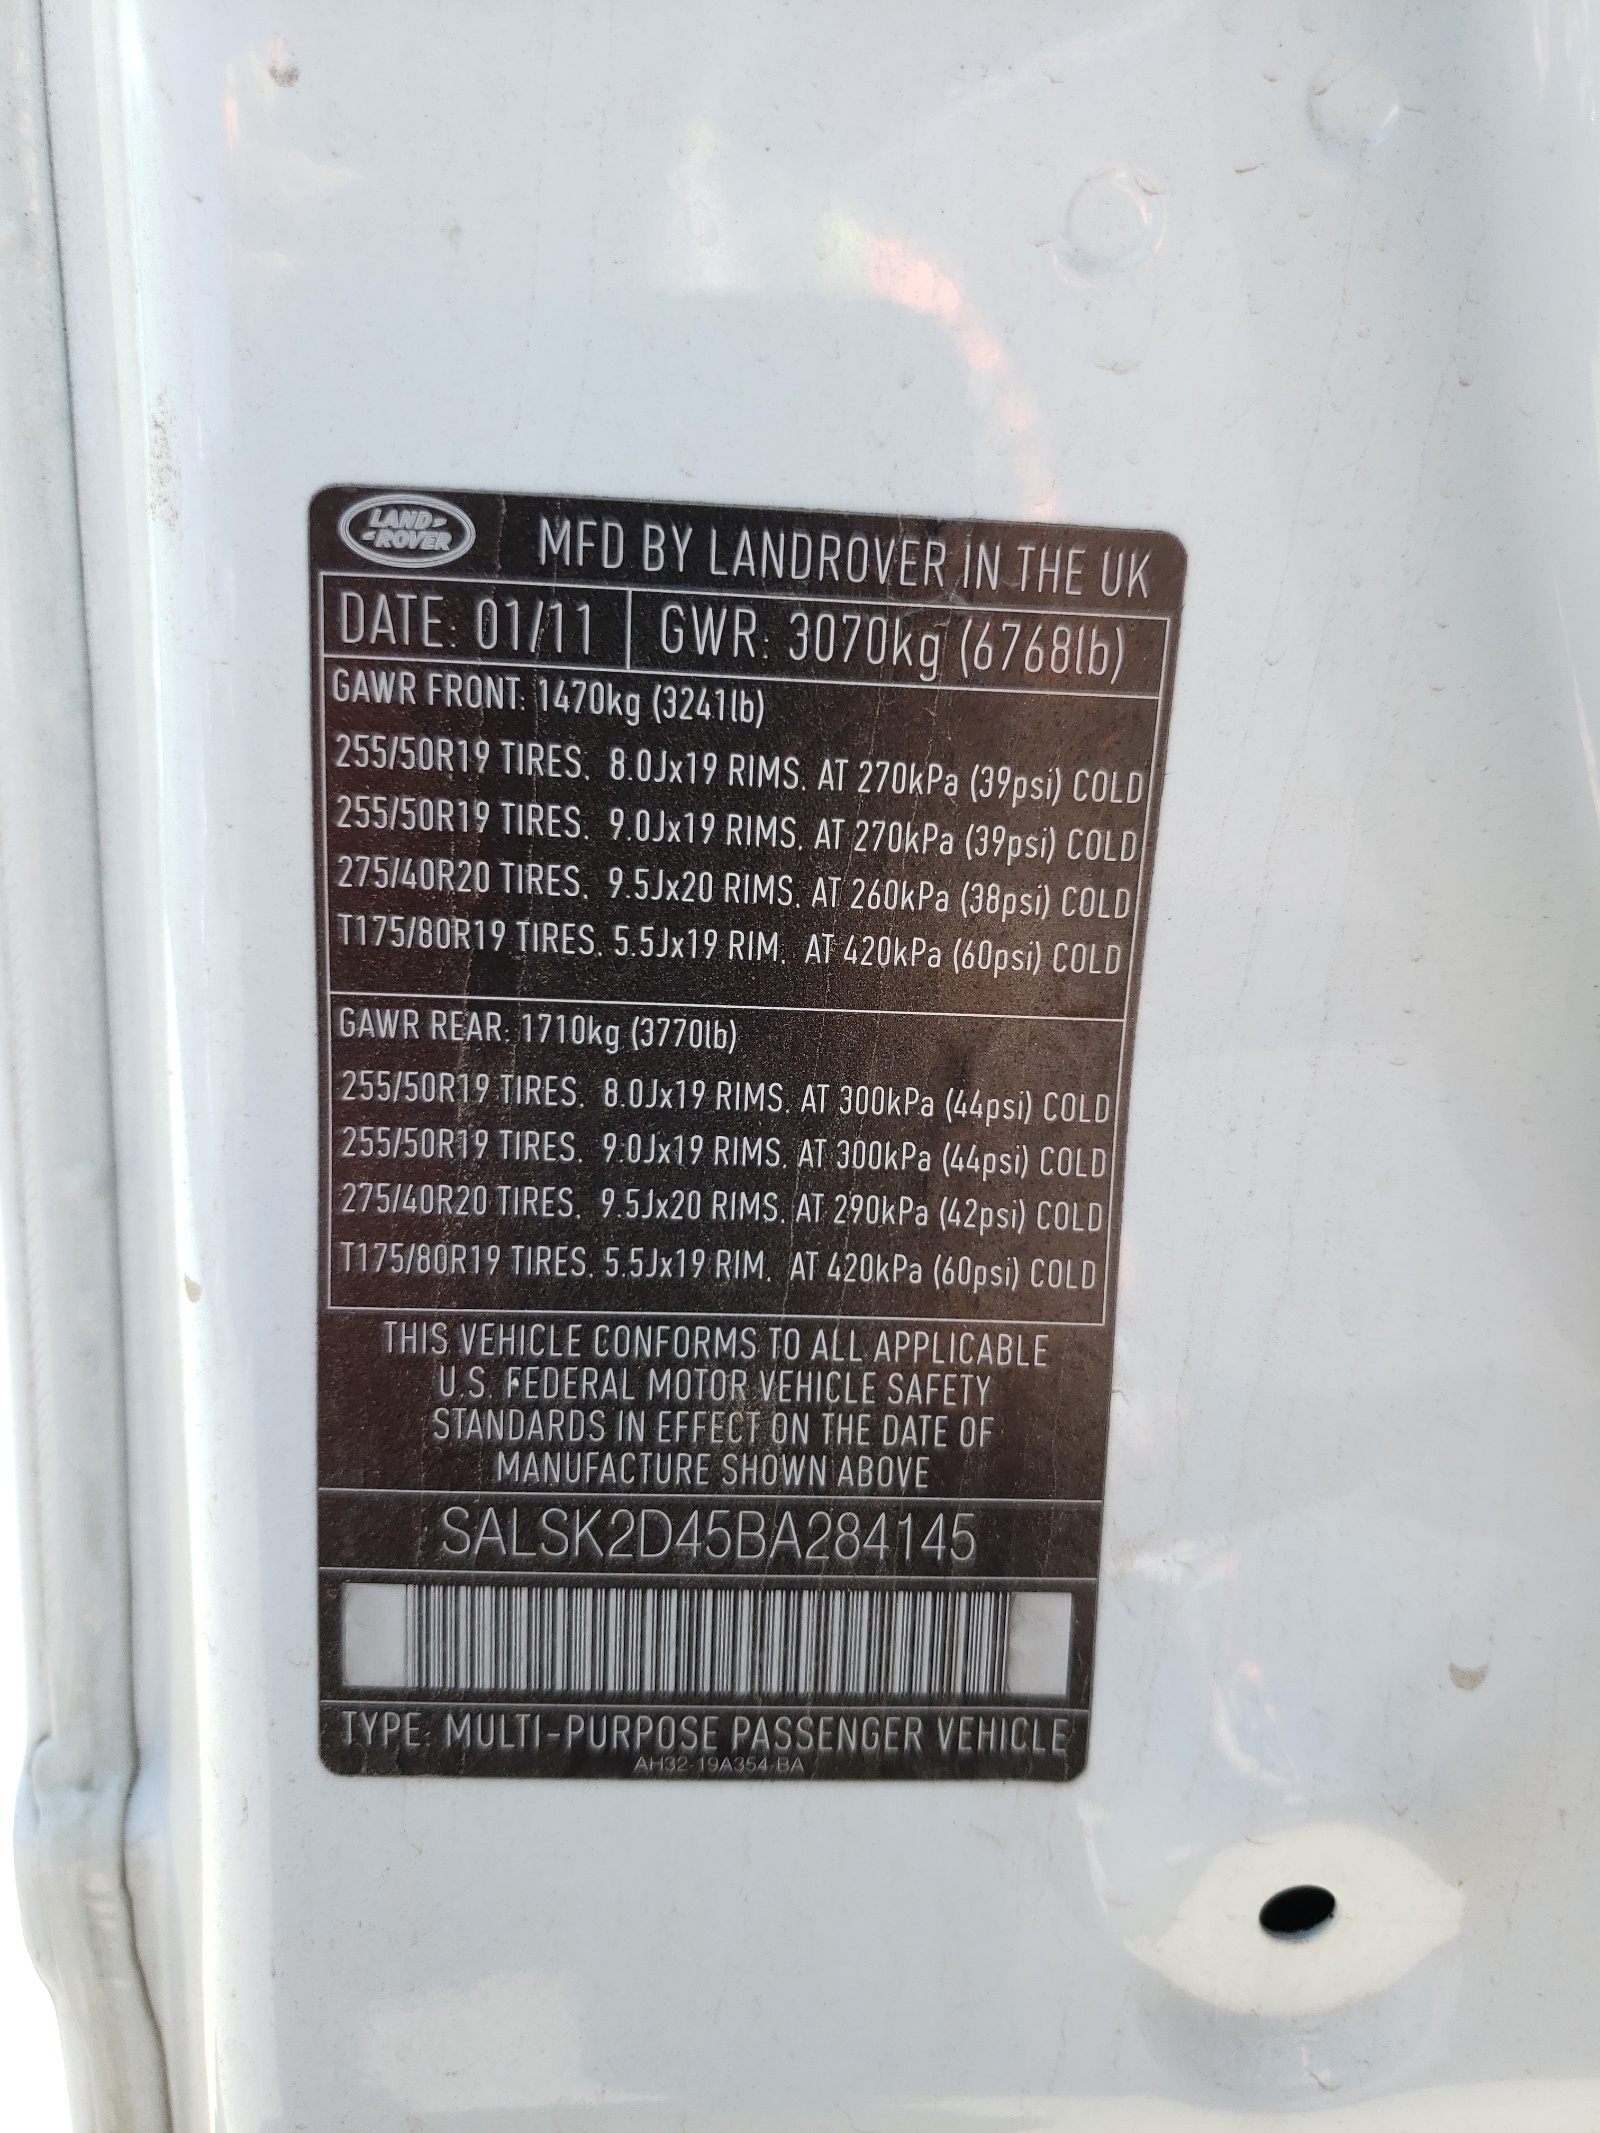 LAND ROVER
MFD BY LANDROVER IN THE UK
DATE: 01/11 GWR: 3070kg (6768lb)
GAWR FRONT: 1470kg (3241lb)
255/50R19 TIRES. 8.0Jx19 RIMS. AT 270kPa (39psi) COLD
255/50R19 TIRES. 9.0Jx19 RIMS. AT 270kPa (39psi) COLD
275/40R20 TIRES. 9.5Jx20 RIMS. AT 260kPa (38psi) COLD
T175/80R19 TIRES. 5.5Jx19 RIM. AT 420kPa (60psi) COLD
GAWR REAR: 1710kg (3770lb)
255/50R19 TIRES. 8.0Jx19 RIMS. AT 300kPa (44psi) COLD
255/50R19 TIRES. 9.0Jx19 RIMS. AT 300kPa (44psi) COLD
275/40R20 TIRES. 9.5Jx20 RIMS. AT 290kPa (42psi) COLD
T175/80R19 TIRES. 5.5Jx19 RIM. AT 420kPa (60psi) COLD
THIS VEHICLE CONFORMS TO ALL APPLICABLE
U.S. FEDERAL MOTOR VEHICLE SAFETY
STANDARDS IN EFFECT ON THE DATE OF
MANUFACTURE SHOWN ABOVE
SALSK2D45BA284145
TYPE: MULTI-PURPOSE PASSENGER VEHICLE
AH32-19A354-BA